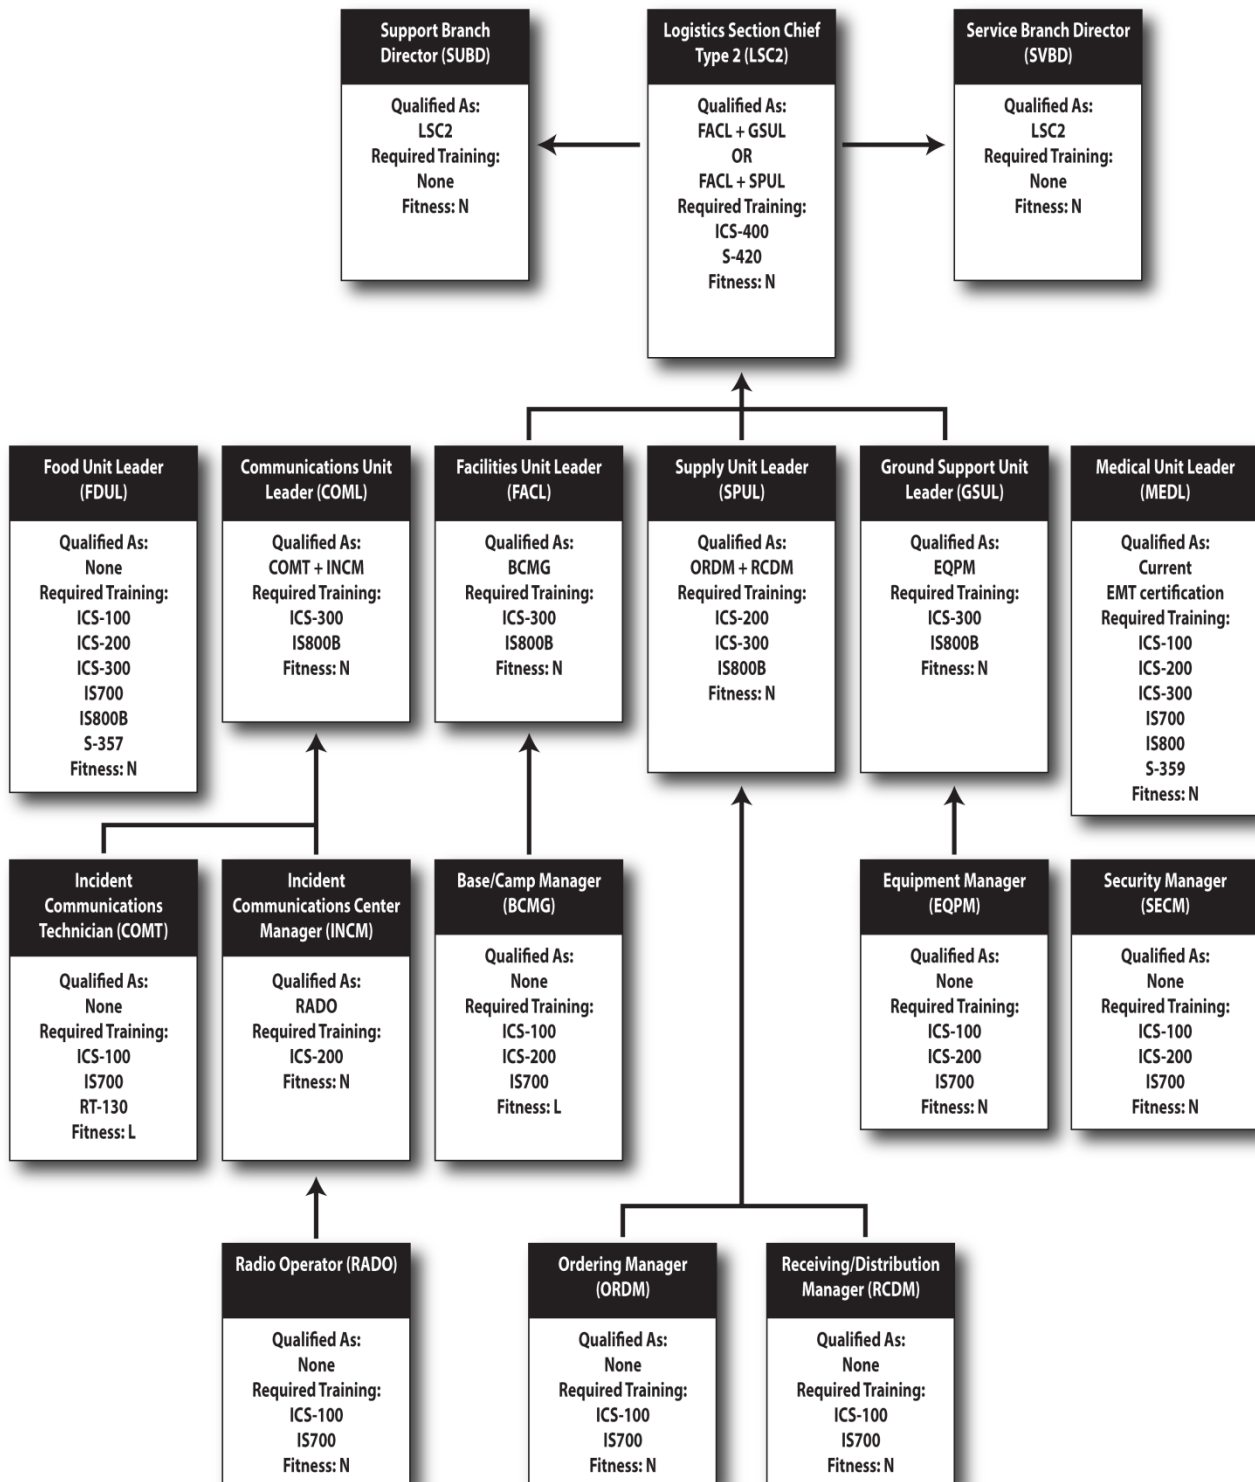 Support Branch
Director (SUBD)
Qualified As:
LSC2
Required Training:
None
Fitness: N
Logistics Section Chief
Type 2 (LSC2)
Qualified As:
FACL + GSUL
OR
FACL + SPUL
Required Training:
ICS-400
S-420
Fitness: N
Service Branch Director
(SVBD)
Qualified As:
LSC2
Required Training:
None
Fitness: N
Food Unit Leader
(FDUL)
Qualified As:
None
Required Training:
ICS-100
ICS-200
ICS-300
IS700
IS800B
S-357
Fitness: N
Communications Unit
Leader (COML)
Qualified As:
COMT + INCM
Required Training:
ICS-300
IS800B
Fitness: N
Facilities Unit Leader
(FACL)
Qualified As:
BCMG
Required Training:
ICS-300
IS800B
Fitness: N
Supply Unit Leader
(SPUL)
Qualified As:
ORDM + RCDM
Required Training:
ICS-200
ICS-300
IS800B
Fitness: N
Ground Support Unit
Leader (GSUL)
Qualified As:
EQPM
Required Training:
ICS-300
IS800B
Fitness: N
Medical Unit Leader
(MEDL)
Qualified As:
Current
EMT certification
Required Training:
ICS-100
ICS-200
ICS-300
IS700
IS800
S-359
Fitness: N
Incident
Communications
Technician (COMT)
Qualified As:
None
Required Training:
ICS-100
IS700
RT-130
Fitness: L
Incident
Communications Center
Manager (INCM)
Qualified As:
RADO
Required Training:
ICS-200
Fitness: N
Base/Camp Manager
(BCMG)
Qualified As:
None
Required Training:
ICS-100
ICS-200
IS700
Fitness: L
Equipment Manager
(EQPM)
Qualified As:
None
Required Training:
ICS-100
ICS-200
IS700
Fitness: N
Security Manager
(SECM)
Qualified As:
None
Required Training:
ICS-100
ICS-200
IS700
Fitness: N
Radio Operator (RADO)
Qualified As:
None
Required Training:
ICS-100
IS700
Fitness: N
Ordering Manager
(ORDM)
Qualified As:
None
Required Training:
ICS-100
IS700
Fitness: N
Receiving/Distribution
Manager (RCDM)
Qualified As:
None
Required Training:
ICS-100
IS700
Fitness: N